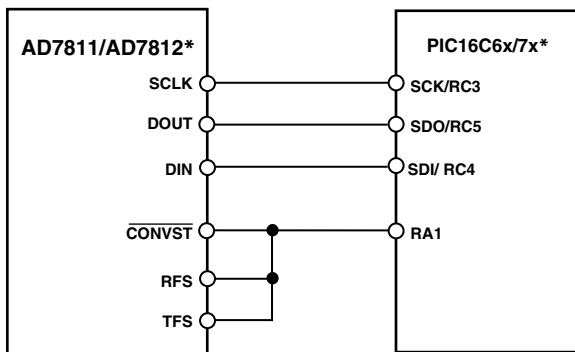 AD7811/AD7812*
PIC16C6x/7x*
SCLK
SCK/RC3
DOUT
SDO/RC5
DIN
SDI/ RC4
CONVST
RA1
RFS
TFS